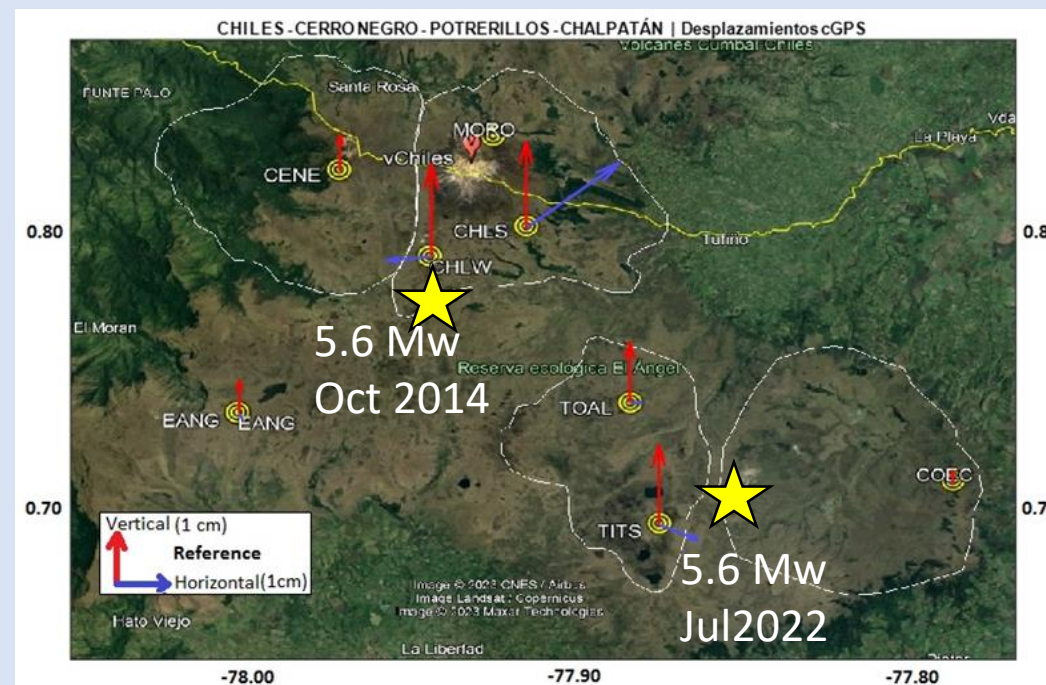 CHILES - CERRO NEGRO - POTRERILLOS - CHALPATÁN | Desplazamientos cGPS
Volcanes Cumbal Chiles
PUNTE PALO
Santa Rosa
MORO
La Playa
Vda
vChiles
CENE
0.80
CHLS
Tufiño
0.8
CHLW
El Moran
5.6 Mw
Oct 2014
Reserva ecológica El Ángel
TOAL
EANG
EANG
COEC
0.70
0.7
TITS
Vertical (1 cm)
Reference
Horizontal(1cm)
5.6 Mw
Jul2022
Image © 2023 CNES / Airbus
Image Landsat / Copernicus
Image © 2023 Maxar Technologies
Hato Viejo
La Libertad
-78.00
-77.90
-77.80